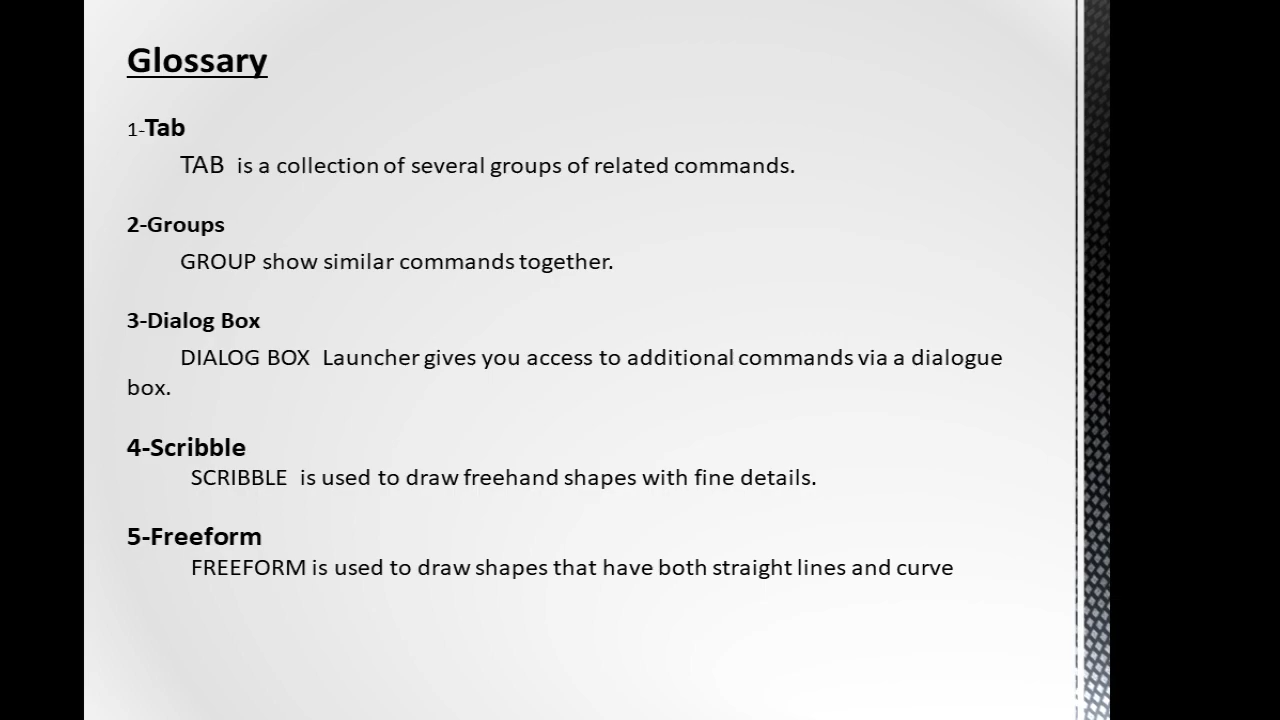 Glossary
1-Tab
TAB is a collection of several groups of related commands.
2-Groups
GROUP show similar commands together.
3-Dialog Box
DIALOG BOX Launcher gives you access to additional commands via a dialogue
box.
4-Scribble
SCRIBBLE is used to draw freehand shapes with fine details.
5-Freeform
FREEFORM is used to draw shapes that have both straight lines and curve